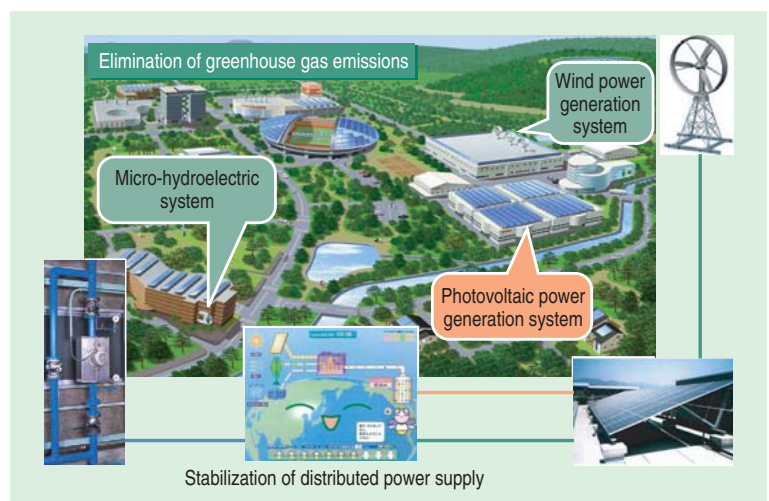 Elimination of greenhouse gas emissions
Wind power
generation
system
Micro-hydroelectric
system
Photovoltaic power
generation system
Stabilization of distributed power supply